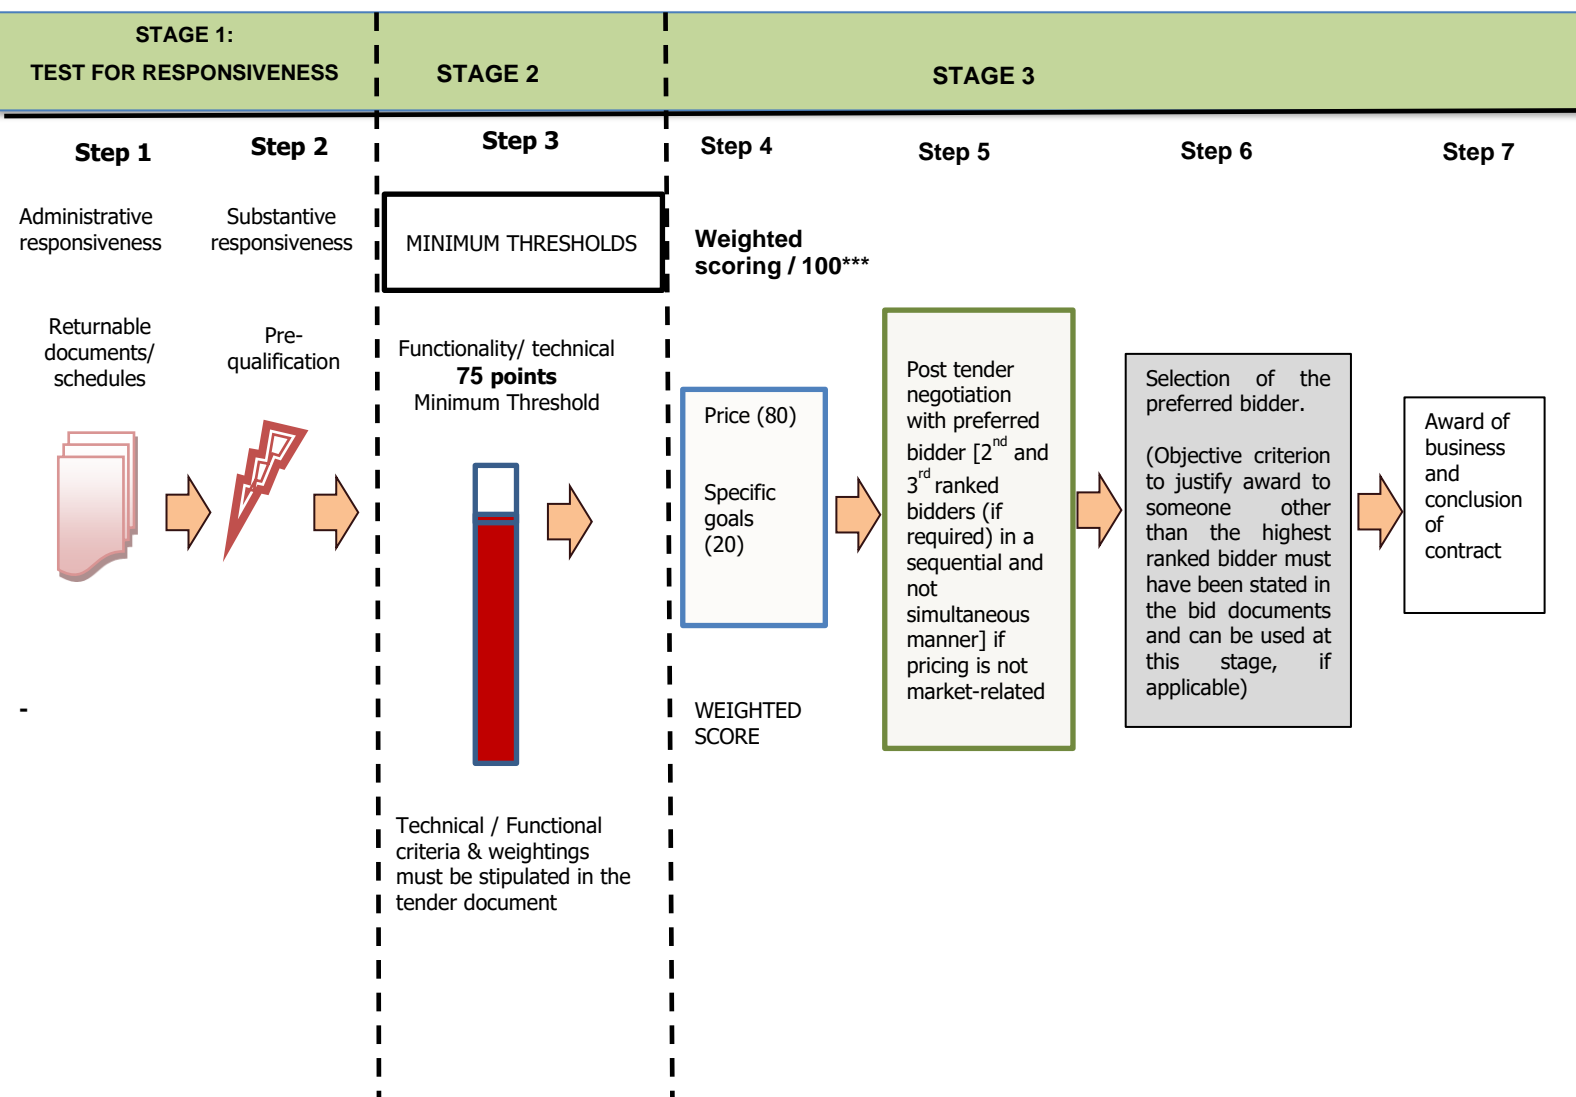 STAGE 1:
TEST FOR RESPONSIVENESS
STAGE 2
STAGE 3
Step 1
Step 2
Step 3
Step 4
Step 5
Step 6
Step 7
Administrative
responsiveness
Substantive
responsiveness
MINIMUM THRESHOLDS
Weighted
scoring / 100***
Returnable
documents/
schedules
Pre-
qualification
Functionality/ technical
75 points
Minimum Threshold
Price (80)
Specific
goals
(20)
Post tender
negotiation
with preferred
bidder [2nd and
3rd ranked
bidders (if
required) in a
sequential and
not
simultaneous
manner] if
pricing is not
market-related
Selection of the
preferred bidder.
(Objective criterion
to justify award to
someone other
than the highest
ranked bidder must
have been stated in
the bid documents
and can be used at
this stage, if
applicable)
Award of
business
and
conclusion
of
contract
-
WEIGHTED
SCORE
Technical / Functional
criteria & weightings
must be stipulated in the
tender document